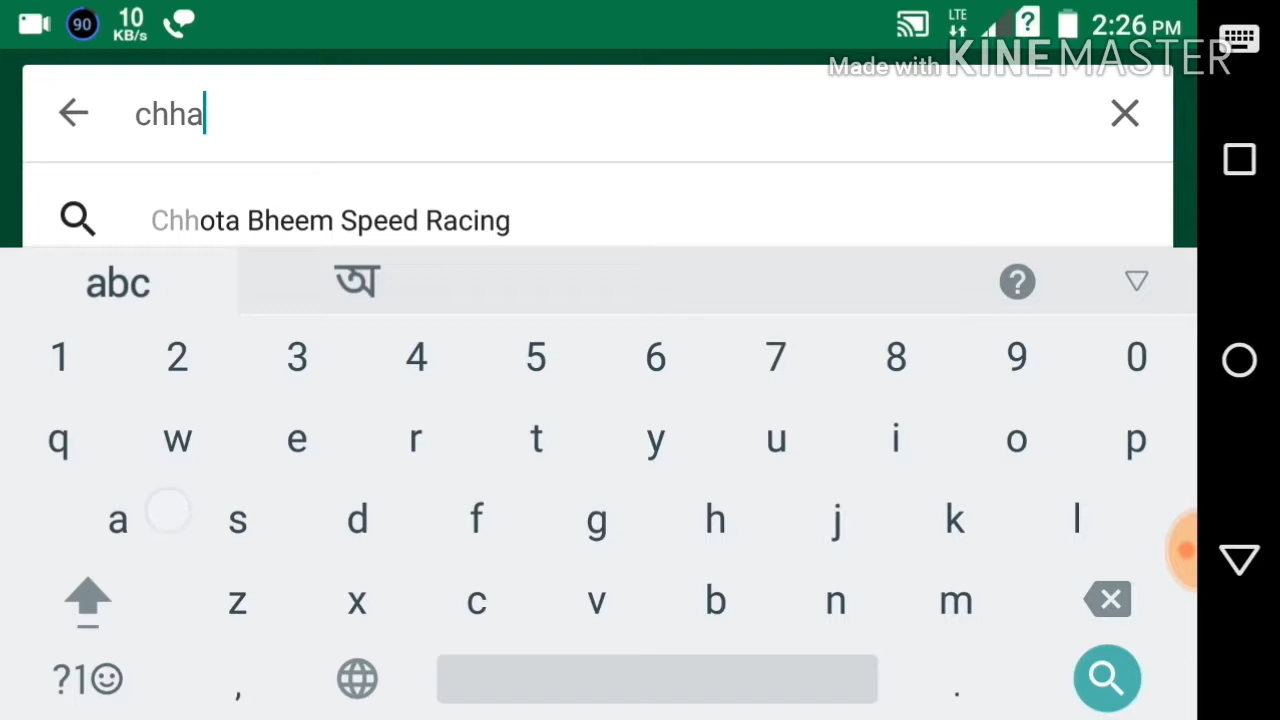 90 10 KB/s LTE ? 2:26 PM
Made with KINEMASTER
chha
Chhota Bheem Speed Racing
abc অ ?
1 2 3 4 5 6 7 8 9 0
q w e r t y u i o p
a s d f g h j k l
z x c v b n m
?1☺ , .